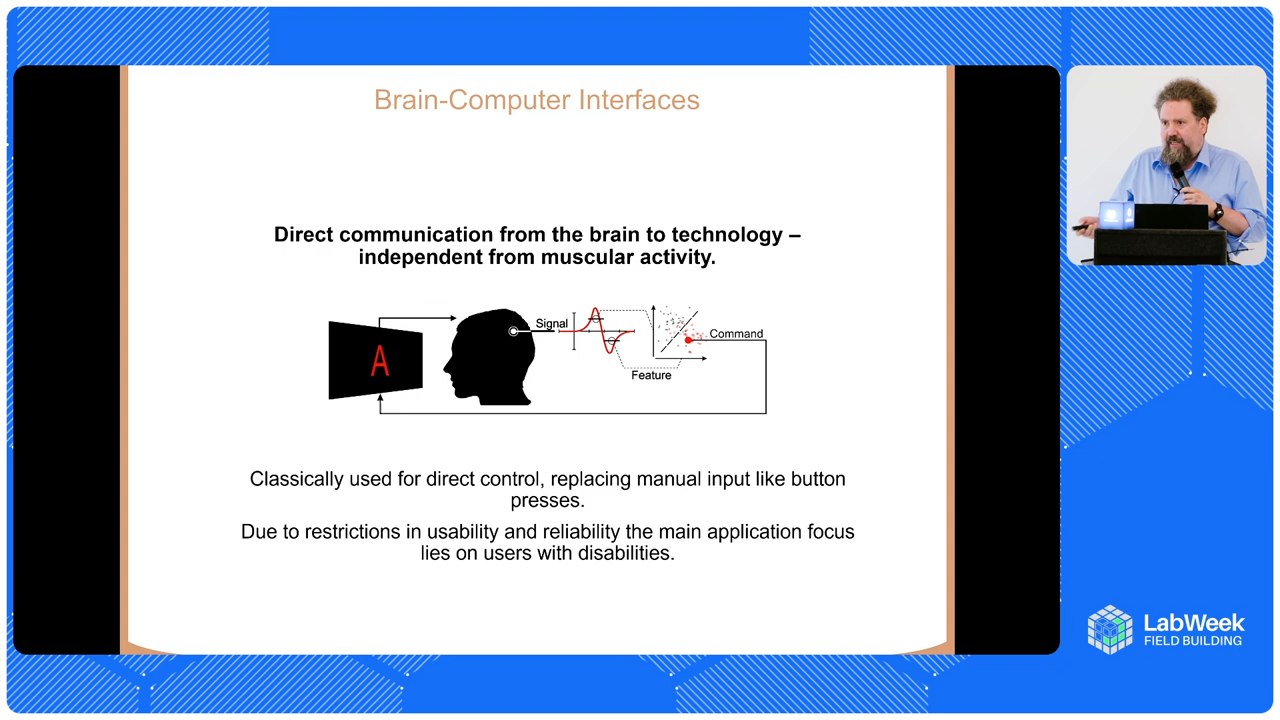 Brain-Computer Interfaces
Direct communication from the brain to technology –
independent from muscular activity.
A
Signal
Feature
Command
Classically used for direct control, replacing manual input like button
presses.
Due to restrictions in usability and reliability the main application focus
lies on users with disabilities.
LabWeek
FIELD BUILDING